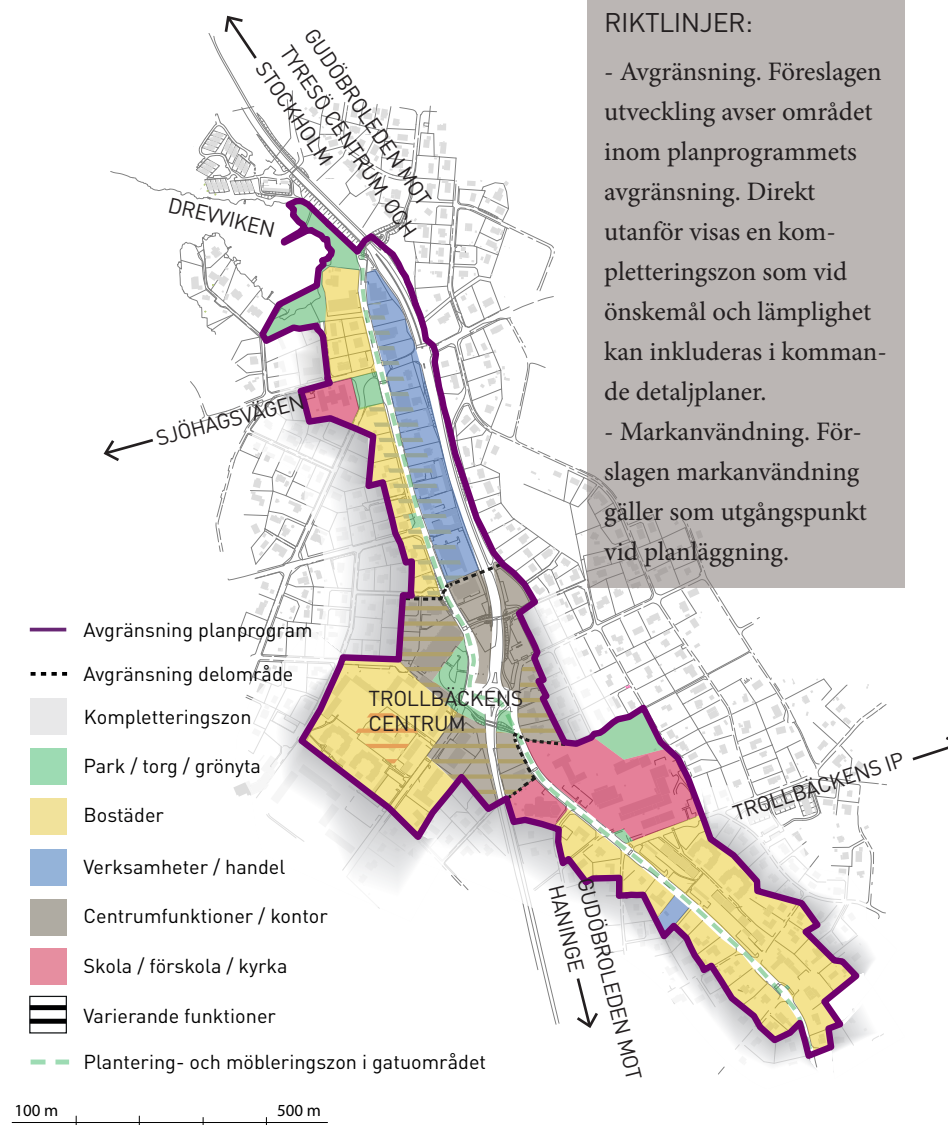 RIKTLINJER:
- Avgränsning. Föreslagen
utveckling avser området
inom planprogrammets
avgränsning. Direkt
utanför visas en kom-
pletteringszon som vid
önskemål och lämplighet
kan inkluderas i komman-
de detaljplaner.
- Markanvändning. För-
slagen markanvändning
gäller som utgångspunkt
vid planläggning.
GUDÖBROLEDEN MOT
TYRESÖ CENTRUM OCH
STOCKHOLM
DREVVIKEN
SJÖHAGSVÄGEN
TROLLBÄCKENS
CENTRUM
TROLLBÄCKENS IP
GUDÖBROLEDEN MOT
HANINGE
Avgränsning planprogram
Avgränsning delområde
Kompletteringszon
Park / torg / grönyta
Bostäder
Verksamheter / handel
Centrumfunktioner / kontor
Skola / förskola / kyrka
Varierande funktioner
Plantering- och möbleringszon i gatuområdet
100 m 500 m